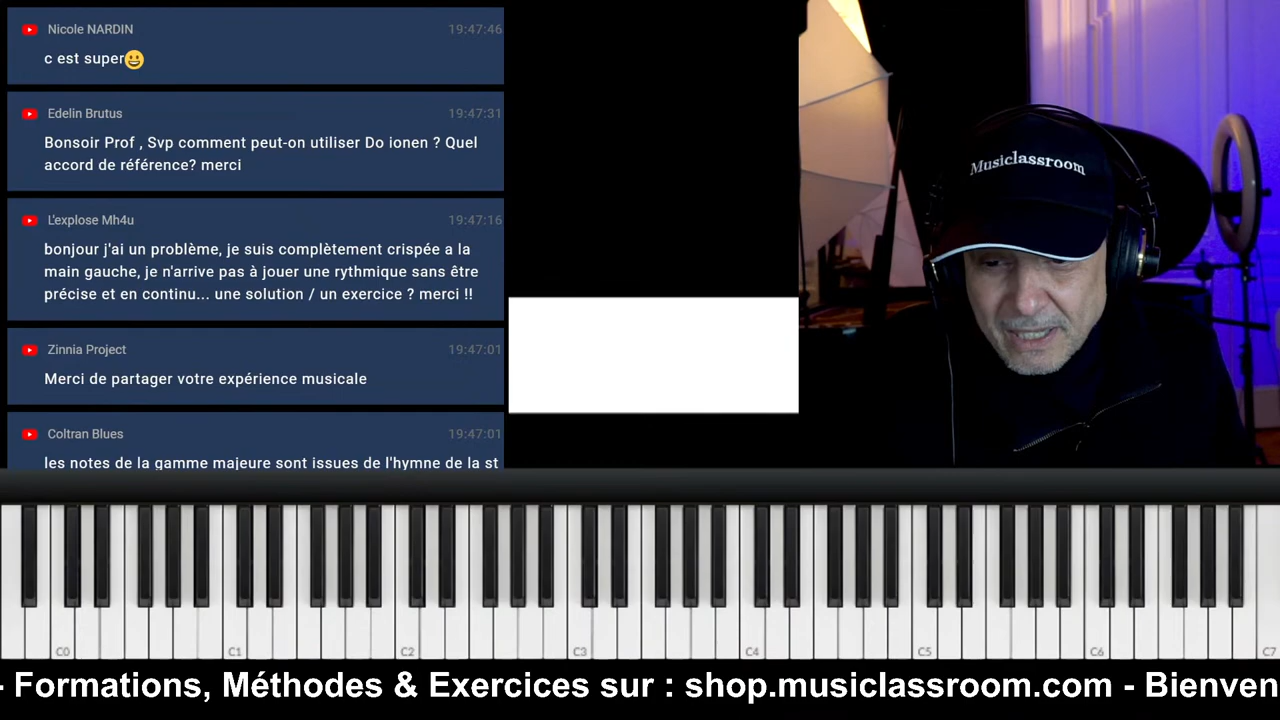 Nicole NARDIN 19:47:46
c est super😀
Edelin Brutus 19:47:31
Bonsoir Prof , Svp comment peut-on utiliser Do ionen ? Quel
accord de référence? merci
L'explose Mh4u 19:47:16
bonjour j'ai un problème, je suis complètement crispée a la
main gauche, je n'arrive pas à jouer une rythmique sans être
précise et en continu... une solution / un exercice ? merci !!
Zinnia Project 19:47:01
Merci de partager votre expérience musicale
Coltran Blues 19:47:01
les notes de la gamme majeure sont issues de l'hymne de la st
Musiclassroom
C0 C1 C2 C3 C4 C5 C6 C7
- Formations, Méthodes & Exercices sur : shop.musiclassroom.com - Bienven